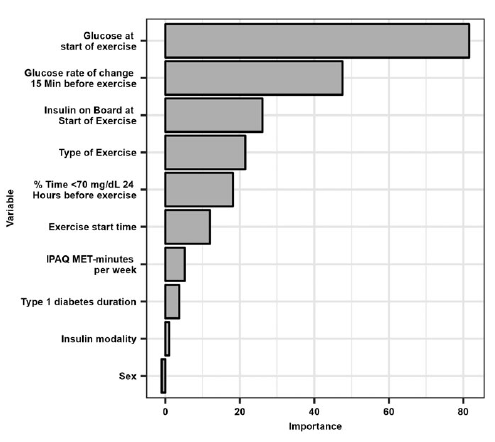 Glucose at
start of exercise
Glucose rate of change
15 Min before exercise
Insulin on Board at
Start of Exercise
Type of Exercise
% Time <70 mg/dL 24
Hours before exercise
Exercise start time
IPAQ MET-minutes
per week
Type 1 diabetes duration
Insulin modality
Sex
Variable
0 20 40 60 80
Importance